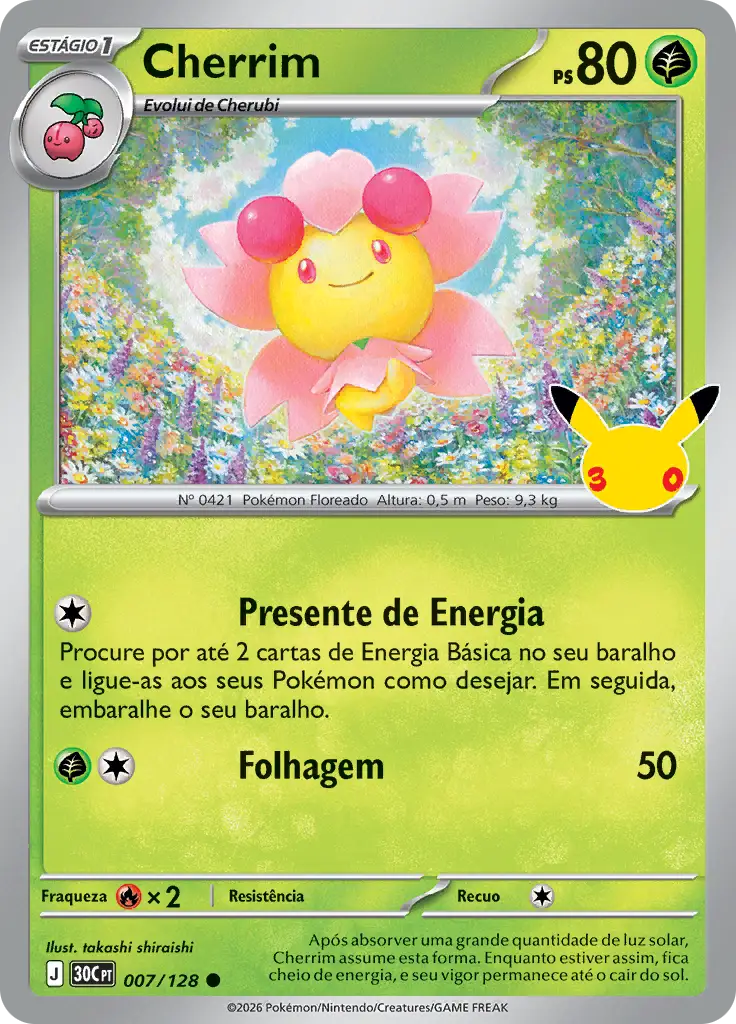 ESTÁGIO 1
Cherrim
PS 80
Evolui de Cherubi
30
Nº 0421 Pokémon Floreado Altura: 0,5 m Peso: 9,3 kg
Presente de Energia
Procure por até 2 cartas de Energia Básica no seu baralho
e ligue-as aos seus Pokémon como desejar. Em seguida,
embaralhe o seu baralho.
Folhagem 50
Fraqueza × 2 Resistência Recuo
Ilust. takashi shiraishi
J 30C PT 007/128
Após absorver uma grande quantidade de luz solar,
Cherrim assume esta forma. Enquanto estiver assim, fica
cheio de energia, e seu vigor permanece até o cair do sol.
©2026 Pokémon/Nintendo/Creatures/GAME FREAK